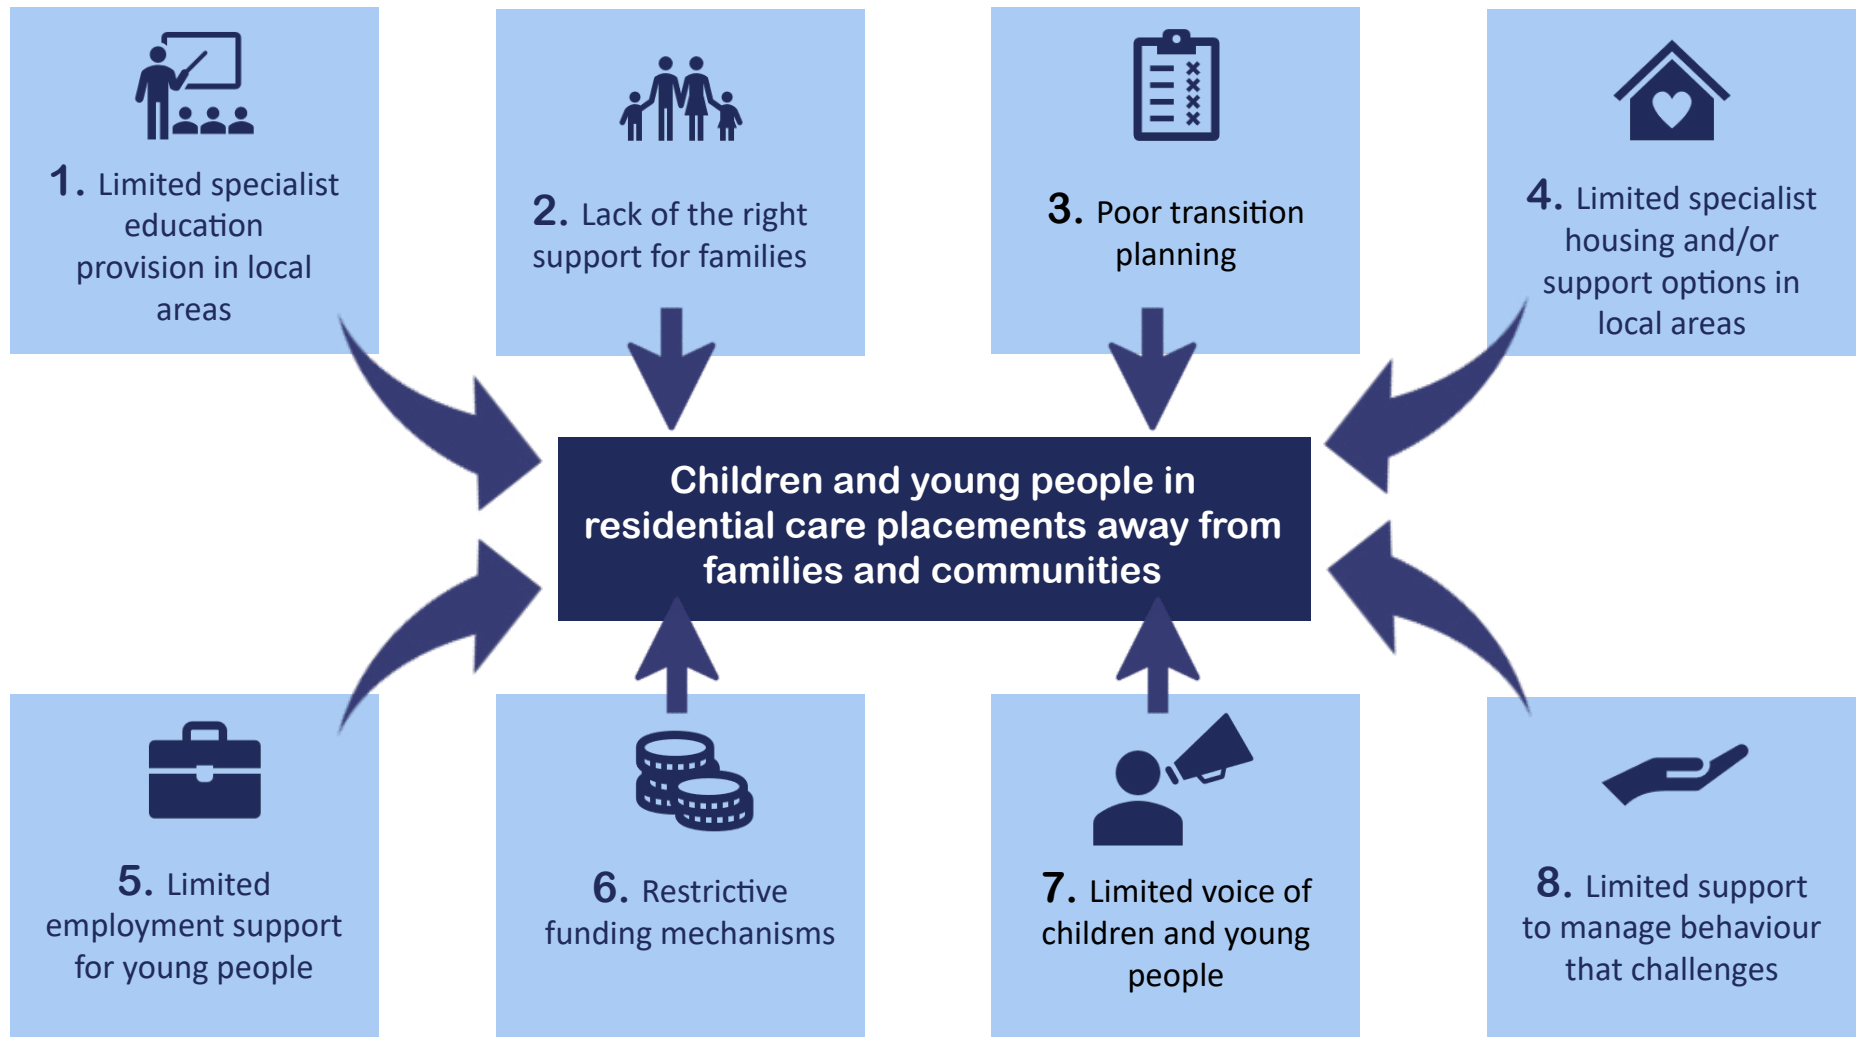 1. Limited specialist
education
provision in local
areas
2. Lack of the right
support for families
3. Poor transition
planning
4. Limited specialist
housing and/or
support options in
local areas
Children and young people in
residential care placements away from
families and communities
5. Limited
employment support
for young people
6. Restrictive
funding mechanisms
7. Limited voice of
children and young
people
8. Limited support
to manage behaviour
that challenges